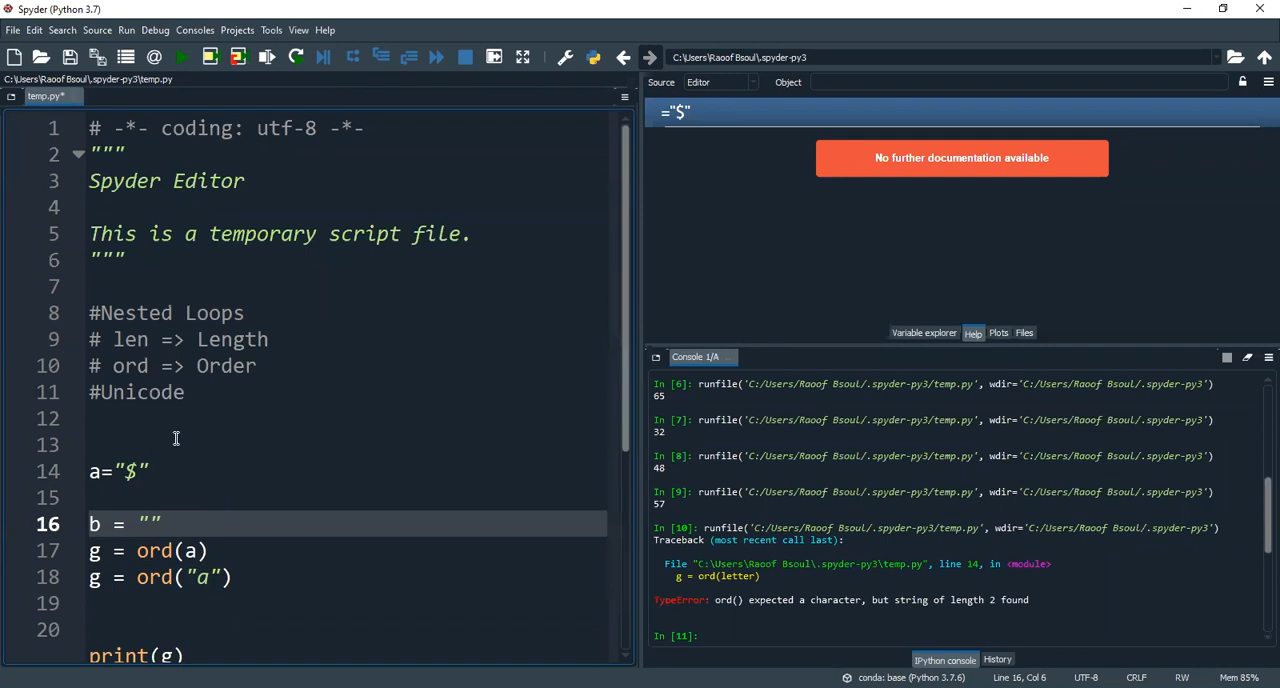 Spyder (Python 3.7)
File Edit Search Source Run Debug Consoles Projects Tools View Help
C:\Users\Raoof Bsoul\.spyder-py3
C:\Users\Raoof Bsoul\.spyder-py3\temp.py
Source Editor Object
temp.py*
="$"
No further documentation available
1 # -*- coding: utf-8 -*-
2 """
3 Spyder Editor
4
5 This is a temporary script file.
6 """
7
8 #Nested Loops
9 # len => Length
10 # ord => Order
11 #Unicode
12
13
14 a="$"
15
16 b = ""
17 g = ord(a)
18 g = ord("a")
19
20
print(g)
Variable explorer Help Plots Files
Console 1/A
In [6]: runfile('C:/Users/Raoof Bsoul/.spyder-py3/temp.py', wdir='C:/Users/Raoof Bsoul/.spyder-py3')
65
In [7]: runfile('C:/Users/Raoof Bsoul/.spyder-py3/temp.py', wdir='C:/Users/Raoof Bsoul/.spyder-py3')
32
In [8]: runfile('C:/Users/Raoof Bsoul/.spyder-py3/temp.py', wdir='C:/Users/Raoof Bsoul/.spyder-py3')
48
In [9]: runfile('C:/Users/Raoof Bsoul/.spyder-py3/temp.py', wdir='C:/Users/Raoof Bsoul/.spyder-py3')
57
In [10]: runfile('C:/Users/Raoof Bsoul/.spyder-py3/temp.py', wdir='C:/Users/Raoof Bsoul/.spyder-py3')
Traceback (most recent call last):
File "C:\Users\Raoof Bsoul\.spyder-py3\temp.py", line 14, in <module>
g = ord(letter)
TypeError: ord() expected a character, but string of length 2 found
In [11]:
IPython console History
conda: base (Python 3.7.6) Line 16, Col 6 UTF-8 CRLF RW Mem 85%